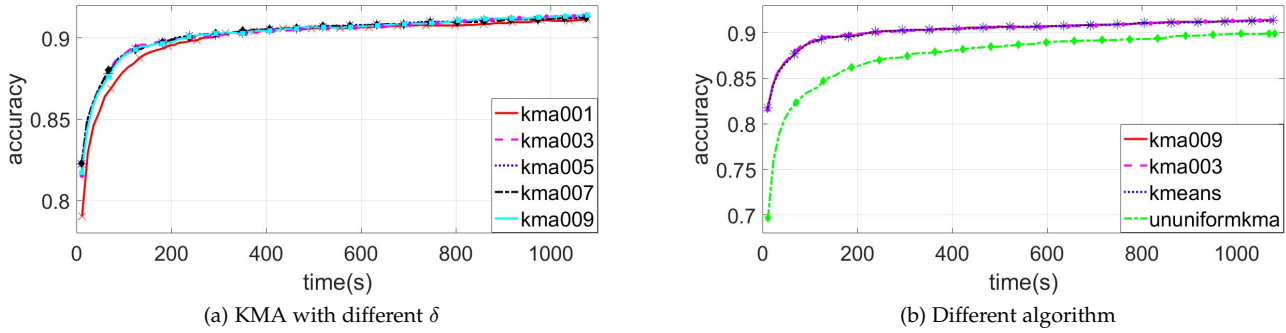 0.9
0.85
0.8
accuracy
0
200
400
600
800
1000
time(s)
kma001
kma003
kma005
kma007
kma009
(a) KMA with different δ
0.9
0.85
0.8
0.75
0.7
accuracy
0
200
400
600
800
1000
time(s)
kma009
kma003
kmeans
ununiformkma
(b) Different algorithm